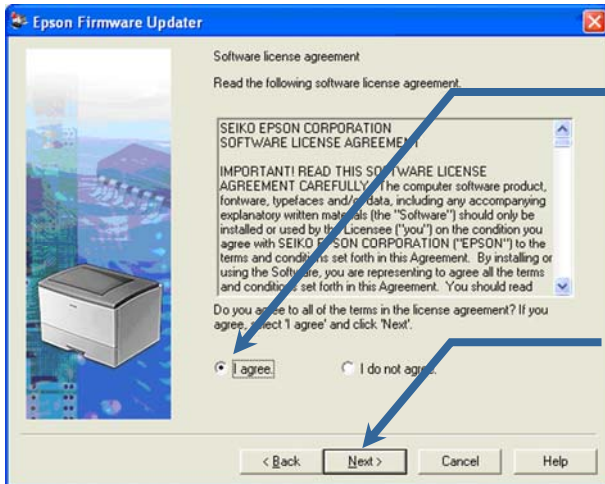 Epson Firmware Updater
Software license agreement
Read the following software license agreement.
SEIKO EPSON CORPORATION
SOFTWARE LICENSE AGREEMENT
IMPORTANT! READ THIS SOFTWARE LICENSE
AGREEMENT CAREFULLY. The computer software product,
fontware, typefaces and/or data, including any accompanying
explanatory written materials (the "Software") should only be
installed or used by the Licensee ("you") on the condition you
agree with SEIKO EPSON CORPORATION ("EPSON") to the
terms and conditions set forth in this Agreement. By installing or
using the Software, you are representing to agree all the terms
and conditions set forth in this Agreement. You should read
Do you agree to all of the terms in the license agreement? If you
agree, select 'I agree' and click 'Next'.
I agree. I do not agree.
< Back Next > Cancel Help